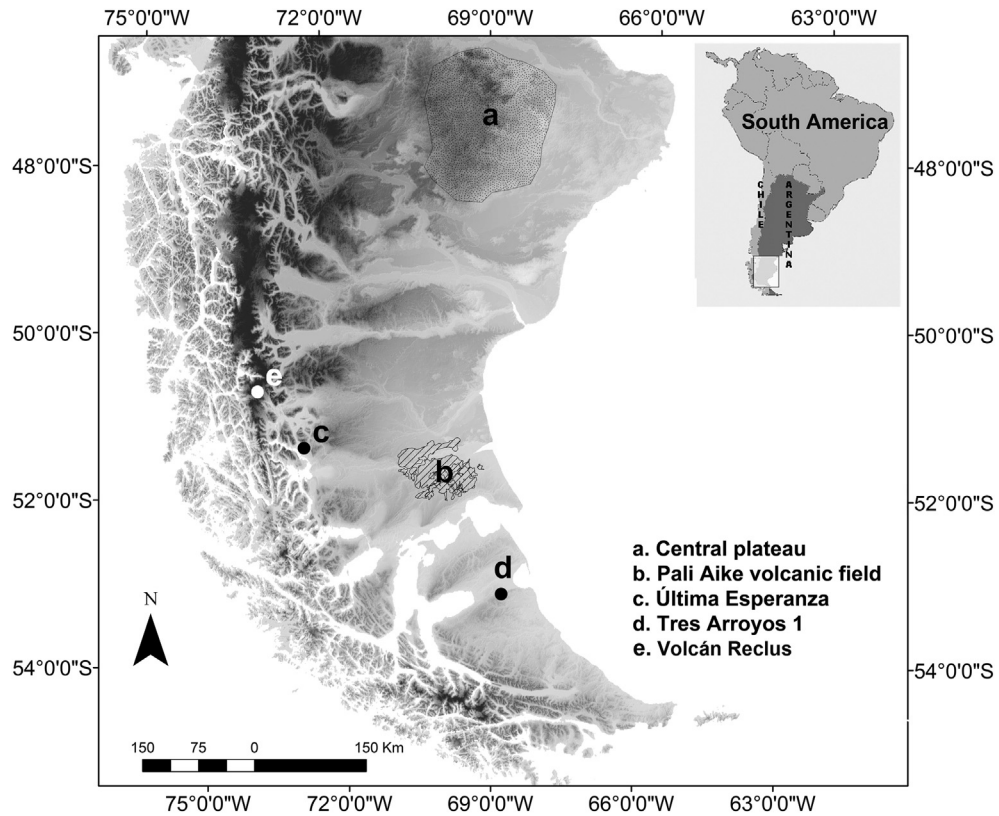 75°0'0"W 72°0'0"W 69°0'0"W 66°0'0"W 63°0'0"W
a
South America
CHILE
ARGENTINA
48°0'0"S 48°0'0"S
50°0'0"S 50°0'0"S
e
c
b
52°0'0"S 52°0'0"S
d
a. Central plateau
b. Pali Aike volcanic field
c. Última Esperanza
d. Tres Arroyos 1
e. Volcán Reclus
N
54°0'0"S 54°0'0"S
150 75 0 150 Km
75°0'0"W 72°0'0"W 69°0'0"W 66°0'0"W 63°0'0"W